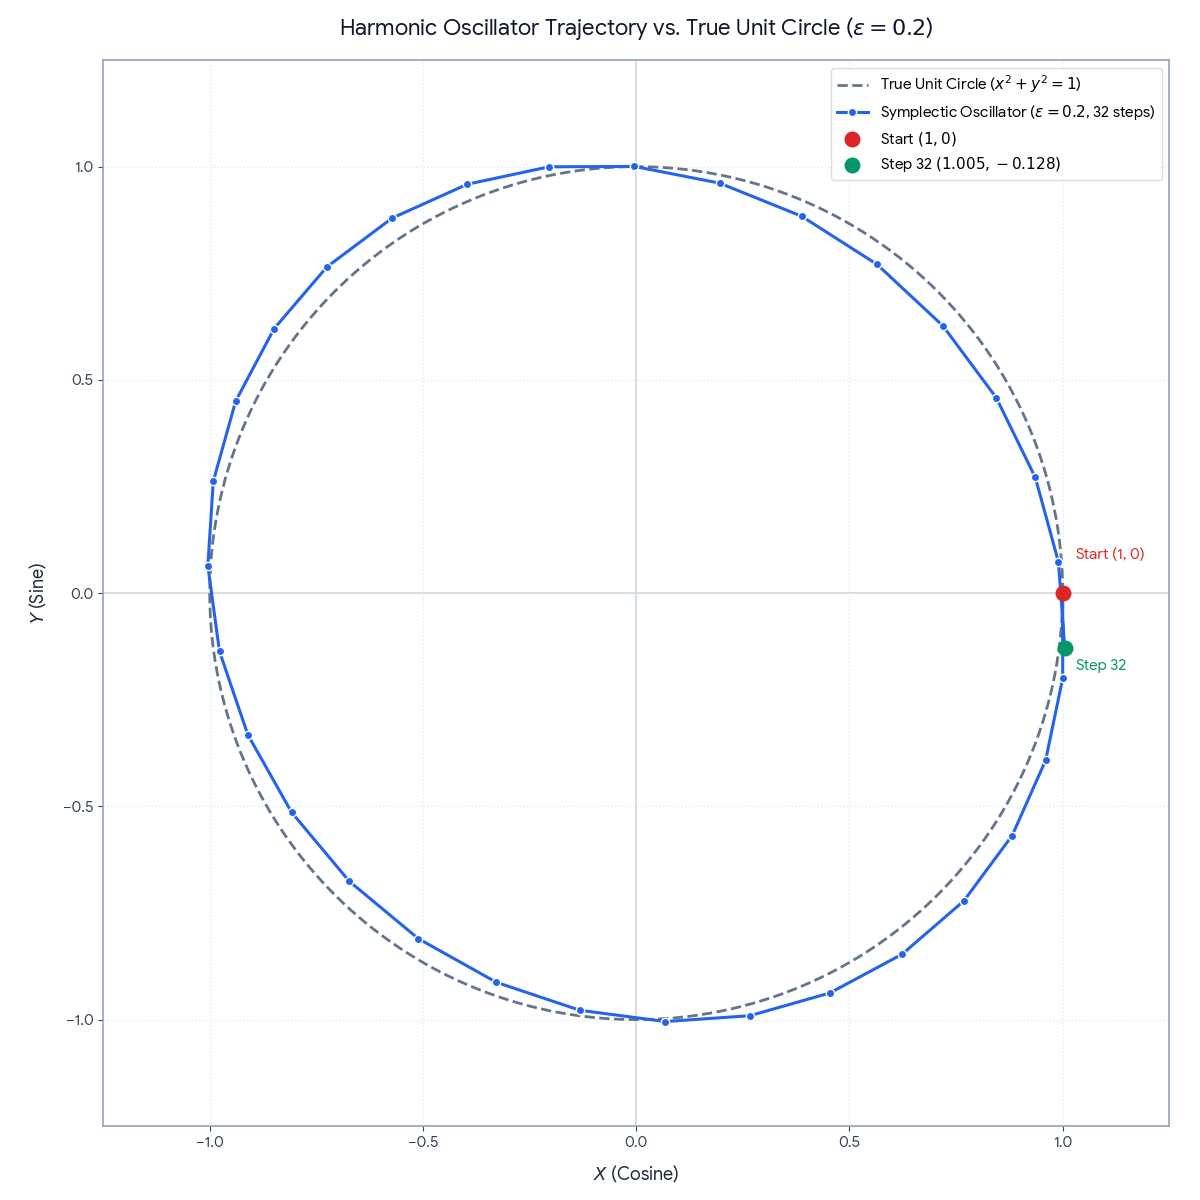 Harmonic Oscillator Trajectory vs. True Unit Circle (ε = 0.2)
True Unit Circle (x² + y² = 1)
Symplectic Oscillator (ε = 0.2, 32 steps)
Start (1, 0)
Step 32 (1.005, −0.128)
1.0
0.5
0.0
−0.5
−1.0
Y (Sine)
Start (1, 0)
Step 32
−1.0
−0.5
0.0
0.5
1.0
X (Cosine)